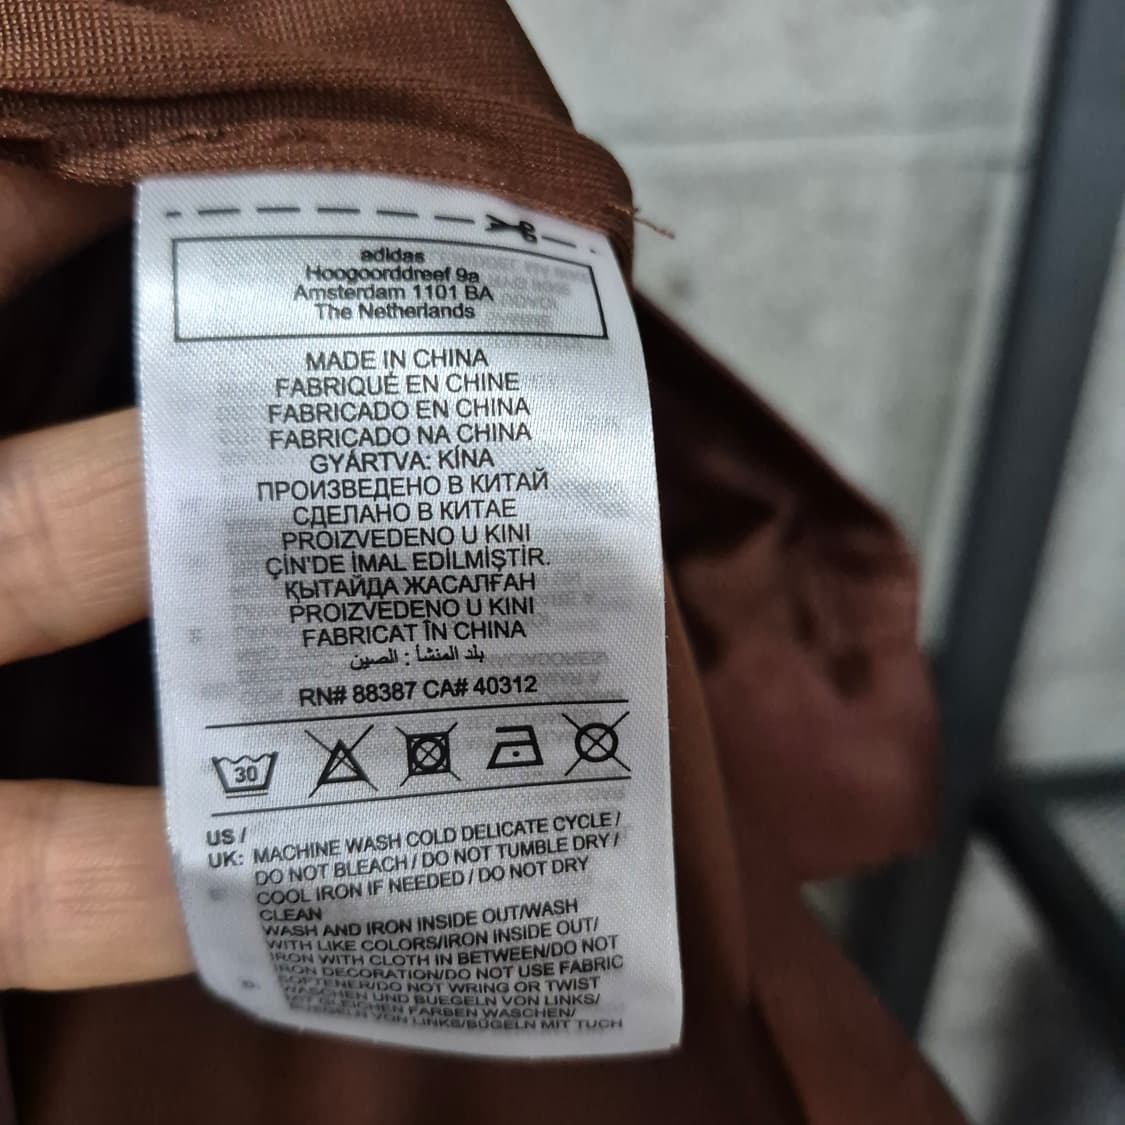 adidas
Hoogoorddreef 9a
Amsterdam 1101 BA
The Netherlands
MADE IN CHINA
FABRIQUÉ EN CHINE
FABRICADO EN CHINA
FABRICADO NA CHINA
GYÁRTVA: KÍNA
ПРОИЗВЕДЕНО В КИТАЙ
СДЕЛАНО В КИТАЕ
PROIZVEDENO U KINI
ÇİN'DE İMAL EDİLMİŞTİR.
ҚЫТАЙДА ЖАСАЛҒАН
PROIZVEDENO U KINI
FABRICAT ÎN CHINA
بلد المنشأ : الصين
RN# 88387 CA# 40312
30
US /
UK: MACHINE WASH COLD DELICATE CYCLE /
DO NOT BLEACH / DO NOT TUMBLE DRY /
COOL IRON IF NEEDED / DO NOT DRY
CLEAN
WASH AND IRON INSIDE OUT/WASH
WITH LIKE COLORS/IRON INSIDE OUT/
IRON WITH CLOTH IN BETWEEN/DO NOT
IRON DECORATION/DO NOT USE FABRIC
SOFTENER/DO NOT WRING OR TWIST
WASCHEN UND BUEGELN VON LINKS/
MIT GLEICHEN FARBEN WASCHEN/
BUEGELN VON LINKS/BÜGELN MIT TUCH